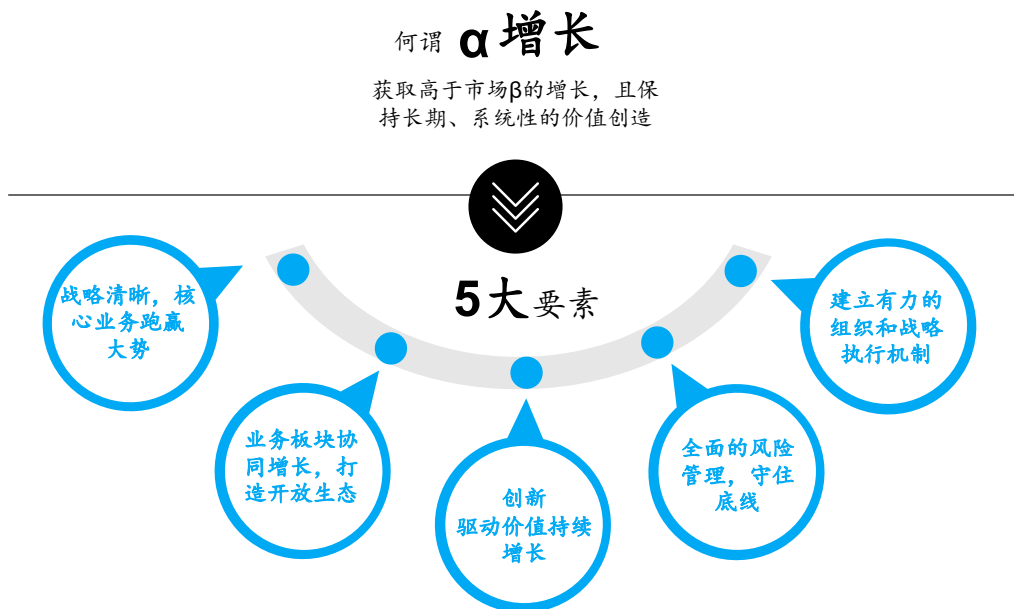 何谓 α增长
获取高于市场β的增长，且保
持长期、系统性的价值创造
5大要素
战略清晰，核
心业务跑赢
大势
业务板块协
同增长，打
造开放生态
创新
驱动价值持续
增长
全面的风险
管理，守住
底线
建立有力的
组织和战略
执行机制